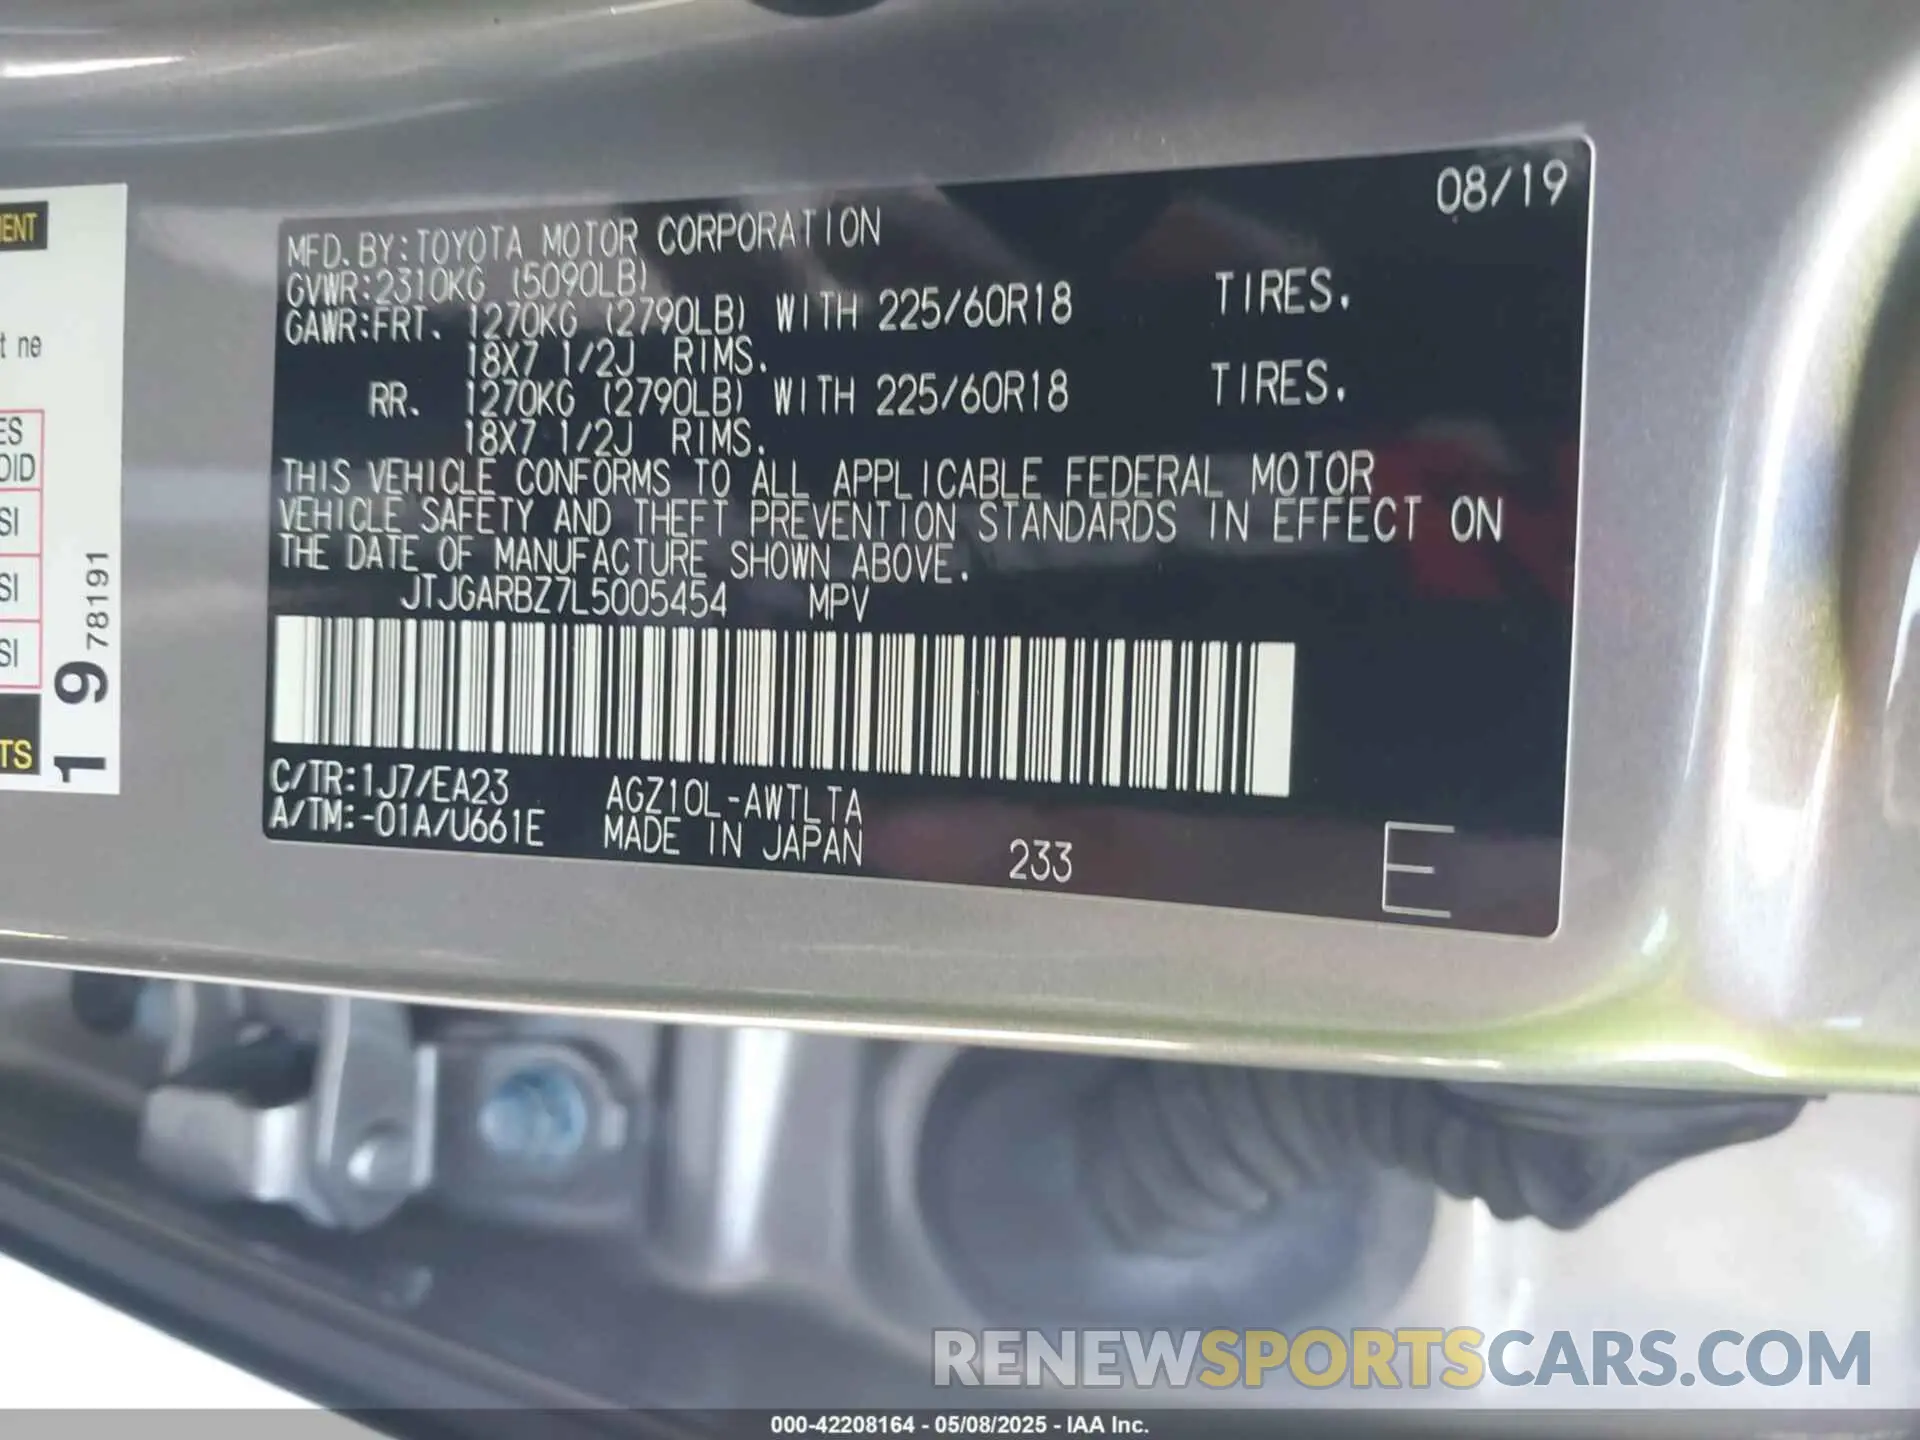 08/19
MFD.BY:TOYOTA MOTOR CORPORATION
GVWR:2310KG (5090LB)
GAWR:FRT. 1270KG (2790LB) WITH 225/60R18 TIRES.
18X7 1/2J RIMS.
RR. 1270KG (2790LB) WITH 225/60R18 TIRES.
18X7 1/2J RIMS.
THIS VEHICLE CONFORMS TO ALL APPLICABLE FEDERAL MOTOR
VEHICLE SAFETY AND THEFT PREVENTION STANDARDS IN EFFECT ON
THE DATE OF MANUFACTURE SHOWN ABOVE.
JTJGARBZ7L5005454 MPV
C/TR:1J7/EA23 AGZ10L-AWTLTA
A/TM:-01A/U661E MADE IN JAPAN
233
E
ne
SI
SI
SI
19 78191
RENEWSPORTSCARS.COM
000-42208164 - 05/08/2025 - IAA Inc.